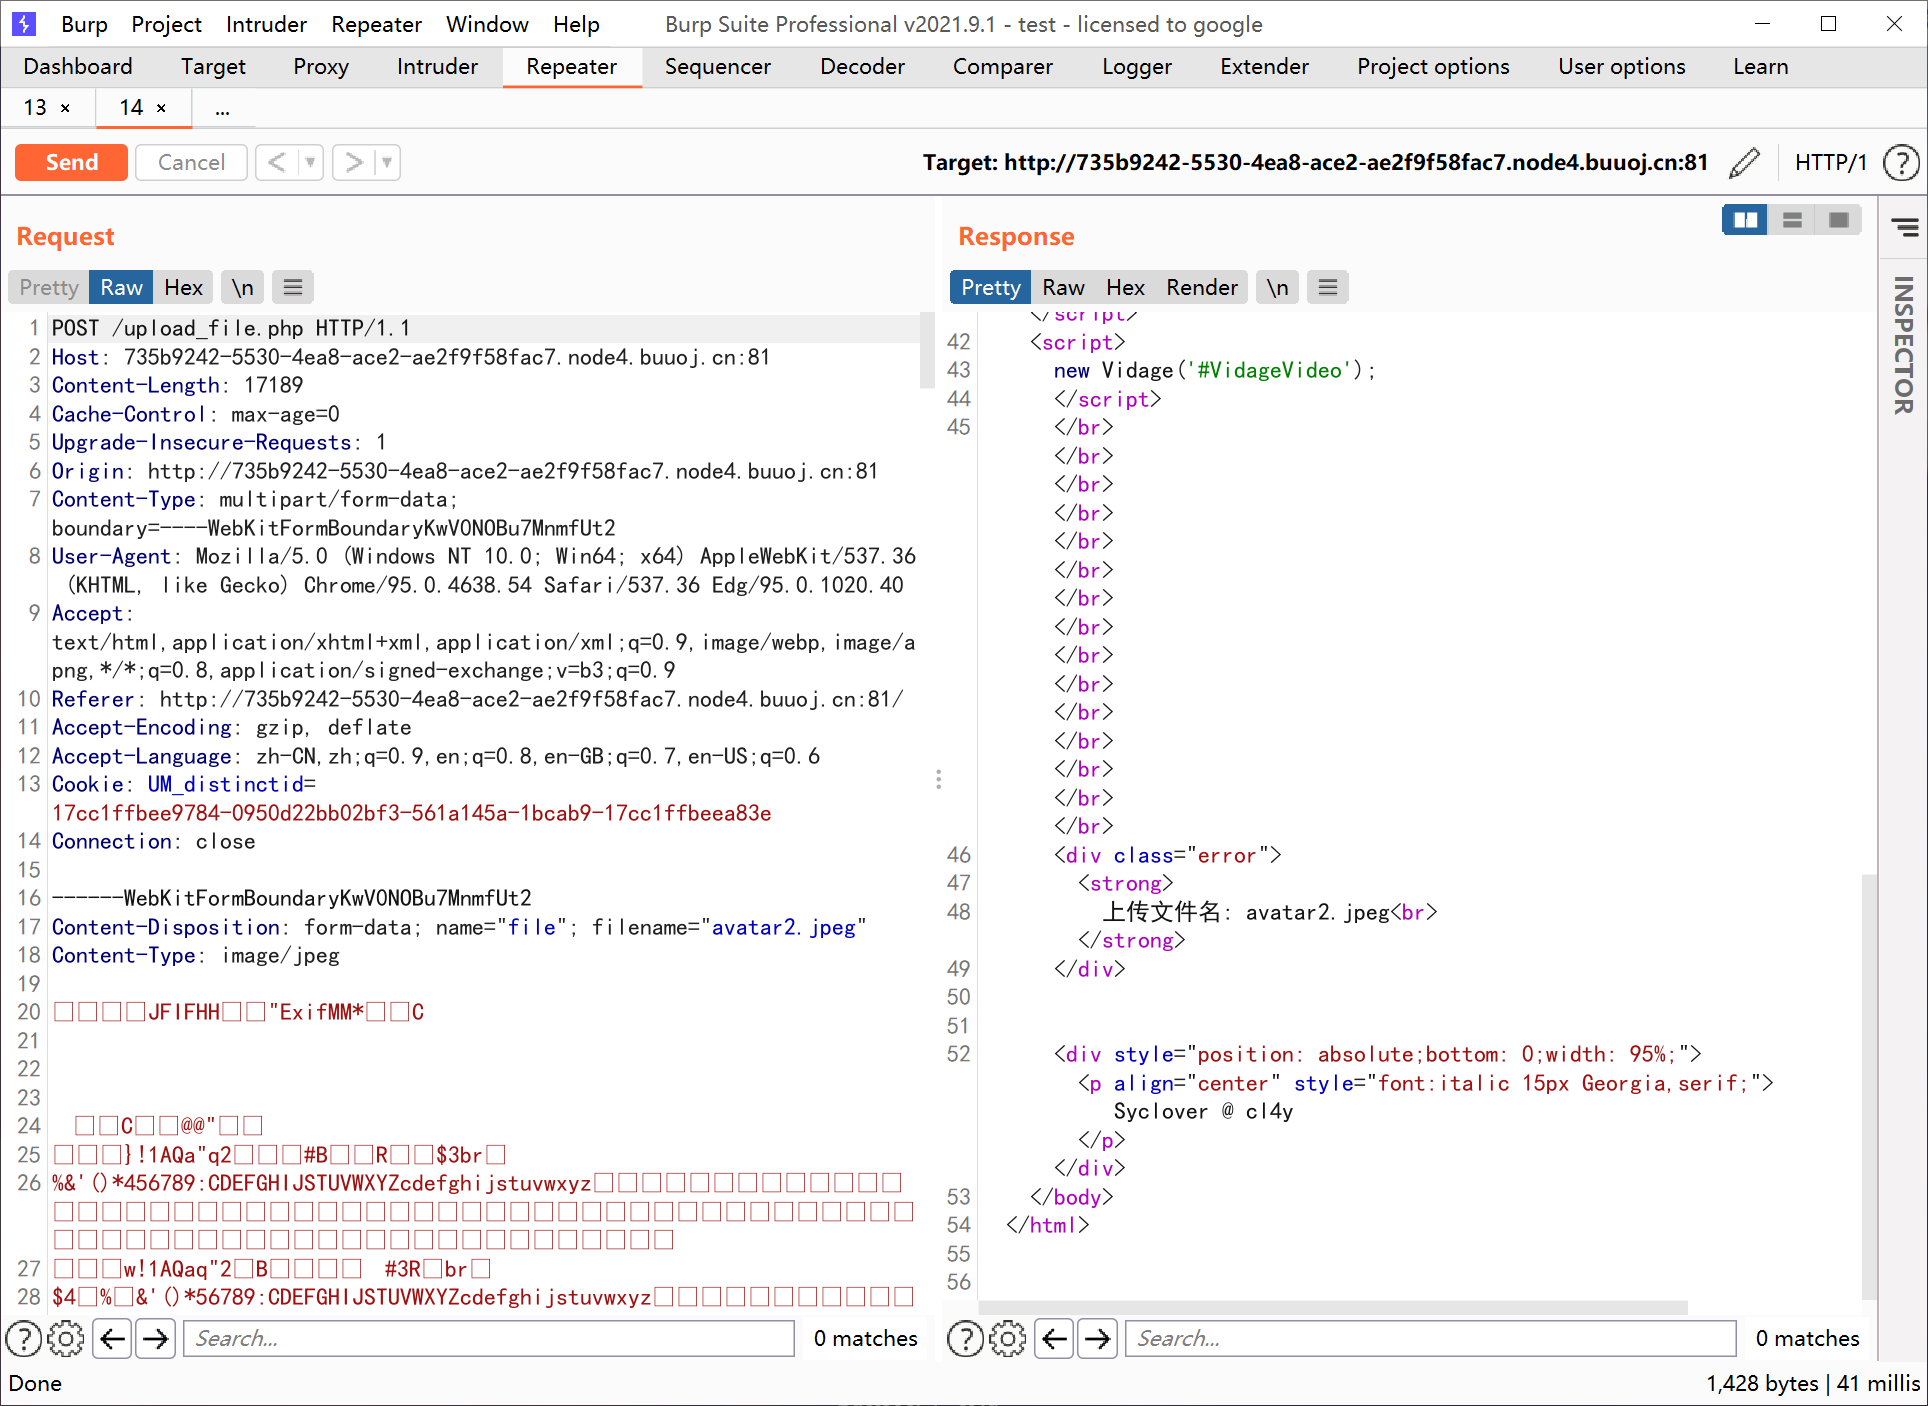 Burp Project Intruder Repeater Window Help Burp Suite Professional v2021.9.1 - test - licensed to google
Dashboard Target Proxy Intruder Repeater Sequencer Decoder Comparer Logger Extender Project options User options Learn
13 × 14 × ...
Send Cancel < ▼ > ▼ Target: http://735b9242-5530-4ea8-ace2-ae2f9f58fac7.node4.buuoj.cn:81 HTTP/1 ?
Request
Pretty Raw Hex \n
1 POST /upload_file.php HTTP/1.1
2 Host: 735b9242-5530-4ea8-ace2-ae2f9f58fac7.node4.buuoj.cn:81
3 Content-Length: 17189
4 Cache-Control: max-age=0
5 Upgrade-Insecure-Requests: 1
6 Origin: http://735b9242-5530-4ea8-ace2-ae2f9f58fac7.node4.buuoj.cn:81
7 Content-Type: multipart/form-data;
boundary=----WebKitFormBoundaryKwVONOBu7MnmfUt2
8 User-Agent: Mozilla/5.0 (Windows NT 10.0; Win64; x64) AppleWebKit/537.36
(KHTML, like Gecko) Chrome/95.0.4638.54 Safari/537.36 Edg/95.0.1020.40
9 Accept:
text/html,application/xhtml+xml,application/xml;q=0.9,image/webp,image/a
png,*/*;q=0.8,application/signed-exchange;v=b3;q=0.9
10 Referer: http://735b9242-5530-4ea8-ace2-ae2f9f58fac7.node4.buuoj.cn:81/
11 Accept-Encoding: gzip, deflate
12 Accept-Language: zh-CN,zh;q=0.9,en;q=0.8,en-GB;q=0.7,en-US;q=0.6
13 Cookie: UM_distinctid=
17cc1ffbee9784-0950d22bb02bf3-561a145a-1bcab9-17cc1ffbeea83e
14 Connection: close
15
16 ------WebKitFormBoundaryKwVONOBu7MnmfUt2
17 Content-Disposition: form-data; name="file"; filename="avatar2.jpeg"
18 Content-Type: image/jpeg
19
20 □□□□JFIFHH□□"ExifMM*□□C
21
22
23
24 □□C□□@@"□□
25 □□□}!1AQa"q2□□□#B□□R□□$3br□
26 %&'()*456789:CDEFGHIJSTUVWXYZcdefghijstuvwxyz□□□□□□□□□□□□□
□□□□□□□□□□□□□□□□□□□□□□□□□□□□□□□□□□□□
□□□□□□□□□□□□□□□□□□□□□□□□□□
27 □□□w!1AQaq"2□B□□□□ #3R□br□
28 $4□%□&'()*56789:CDEFGHIJSTUVWXYZcdefghijstuvwxyz□□□□□□□□□□□
? Search... 0 matches
Response
Pretty Raw Hex Render \n
</script>
42 <script>
43 new Vidage('#VidageVideo');
44 </script>
45 </br>
</br>
</br>
</br>
</br>
</br>
</br>
</br>
</br>
</br>
</br>
</br>
</br>
</br>
</br>
46 <div class="error">
47 <strong>
48 上传文件名: avatar2.jpeg<br>
</strong>
49 </div>
50
51
52 <div style="position: absolute;bottom: 0;width: 95%;">
<p align="center" style="font:italic 15px Georgia,serif;">
Syclover @ cl4y
</p>
</div>
53 </body>
54 </html>
55
56
? Search... 0 matches
INSPECTOR
Done 1,428 bytes | 41 millis